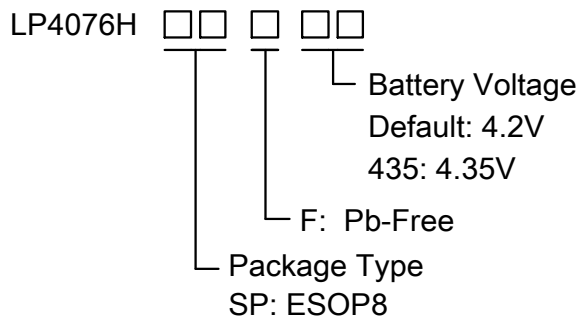 LP4076H □□ □ □□
Battery Voltage
Default: 4.2V
435: 4.35V
F: Pb-Free
Package Type
SP: ESOP8